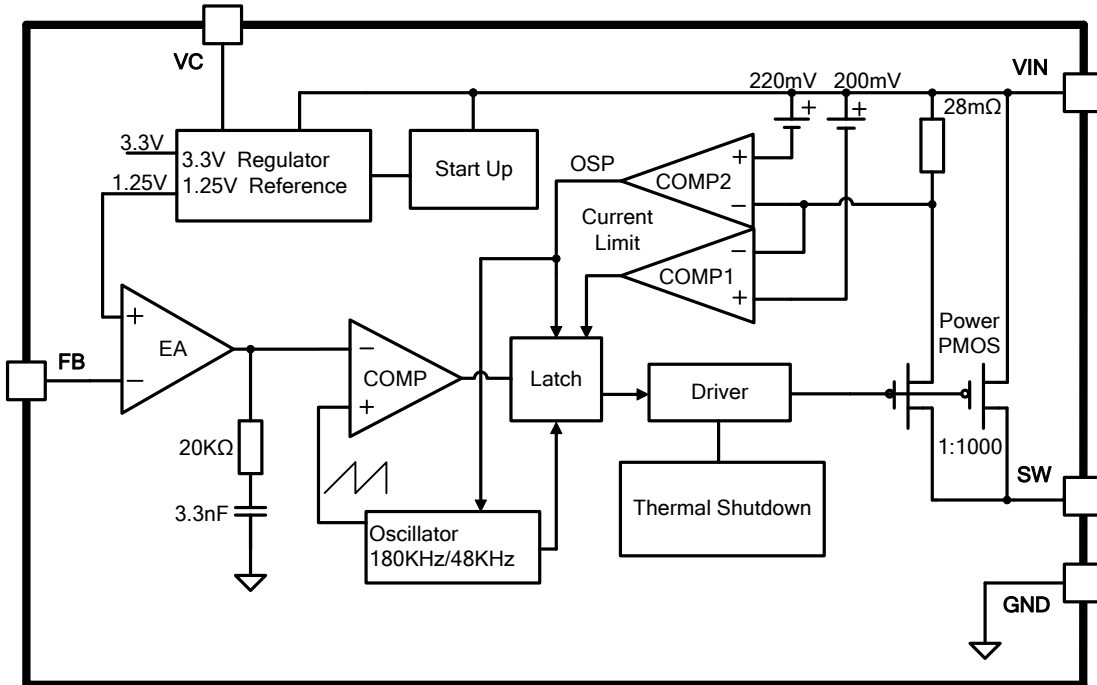 VC
VIN
220mV
200mV
28mΩ
3.3V
3.3V Regulator
1.25V
1.25V Reference
Start Up
OSP
+
+
+
COMP2
−
Current
Limit
−
COMP1
+
+
EA
FB
−
−
COMP
+
Latch
Driver
Power
PMOS
1:1000
20KΩ
3.3nF
Oscillator
180KHz/48KHz
Thermal Shutdown
SW
GND